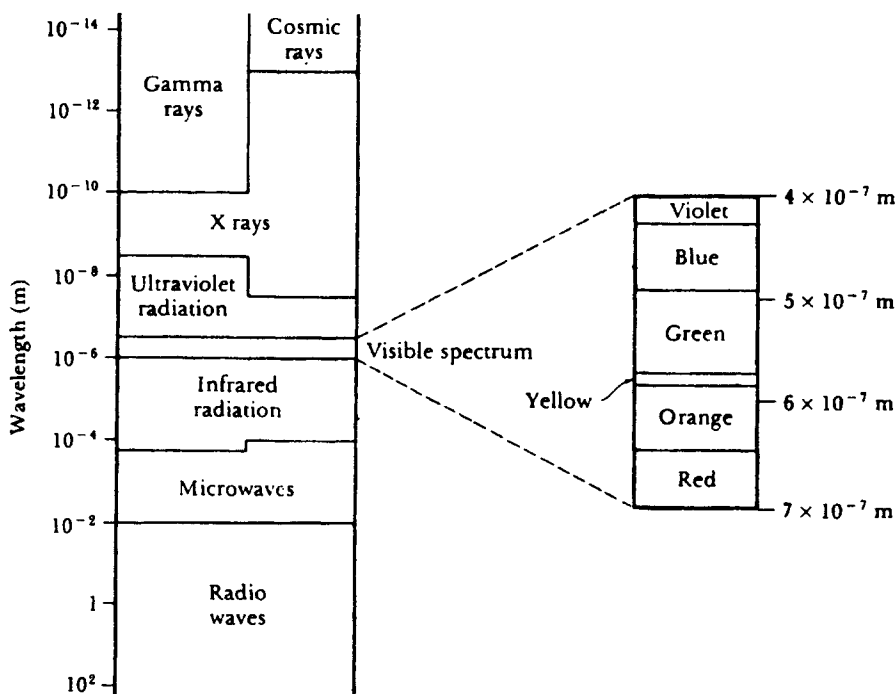 Wavelength (m)
10⁻¹⁴
10⁻¹²
10⁻¹⁰
10⁻⁸
10⁻⁶
10⁻⁴
10⁻²
1
10²
Cosmic
rays
Gamma
rays
X rays
Ultraviolet
radiation
Visible spectrum
Infrared
radiation
Microwaves
Radio
waves
Violet
Blue
Green
Yellow
Orange
Red
4 × 10⁻⁷ m
5 × 10⁻⁷ m
6 × 10⁻⁷ m
7 × 10⁻⁷ m